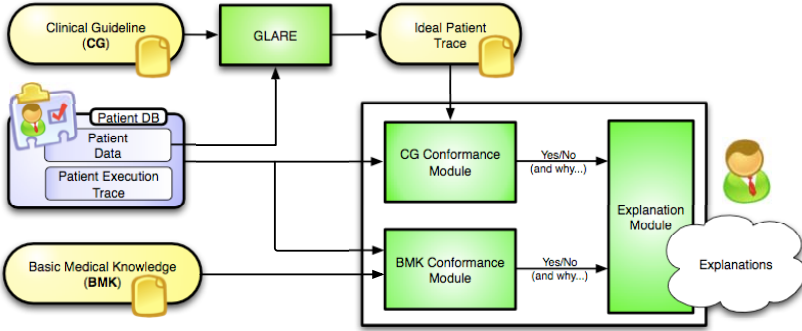 Clinical Guideline
(CG)
GLARE
Ideal Patient
Trace
Patient DB
Patient
Data
Patient Execution
Trace
CG Conformance
Module
Yes/No
(and why...)
Explanation
Module
Basic Medical Knowledge
(BMK)
BMK Conformance
Module
Yes/No
(and why...)
Explanations